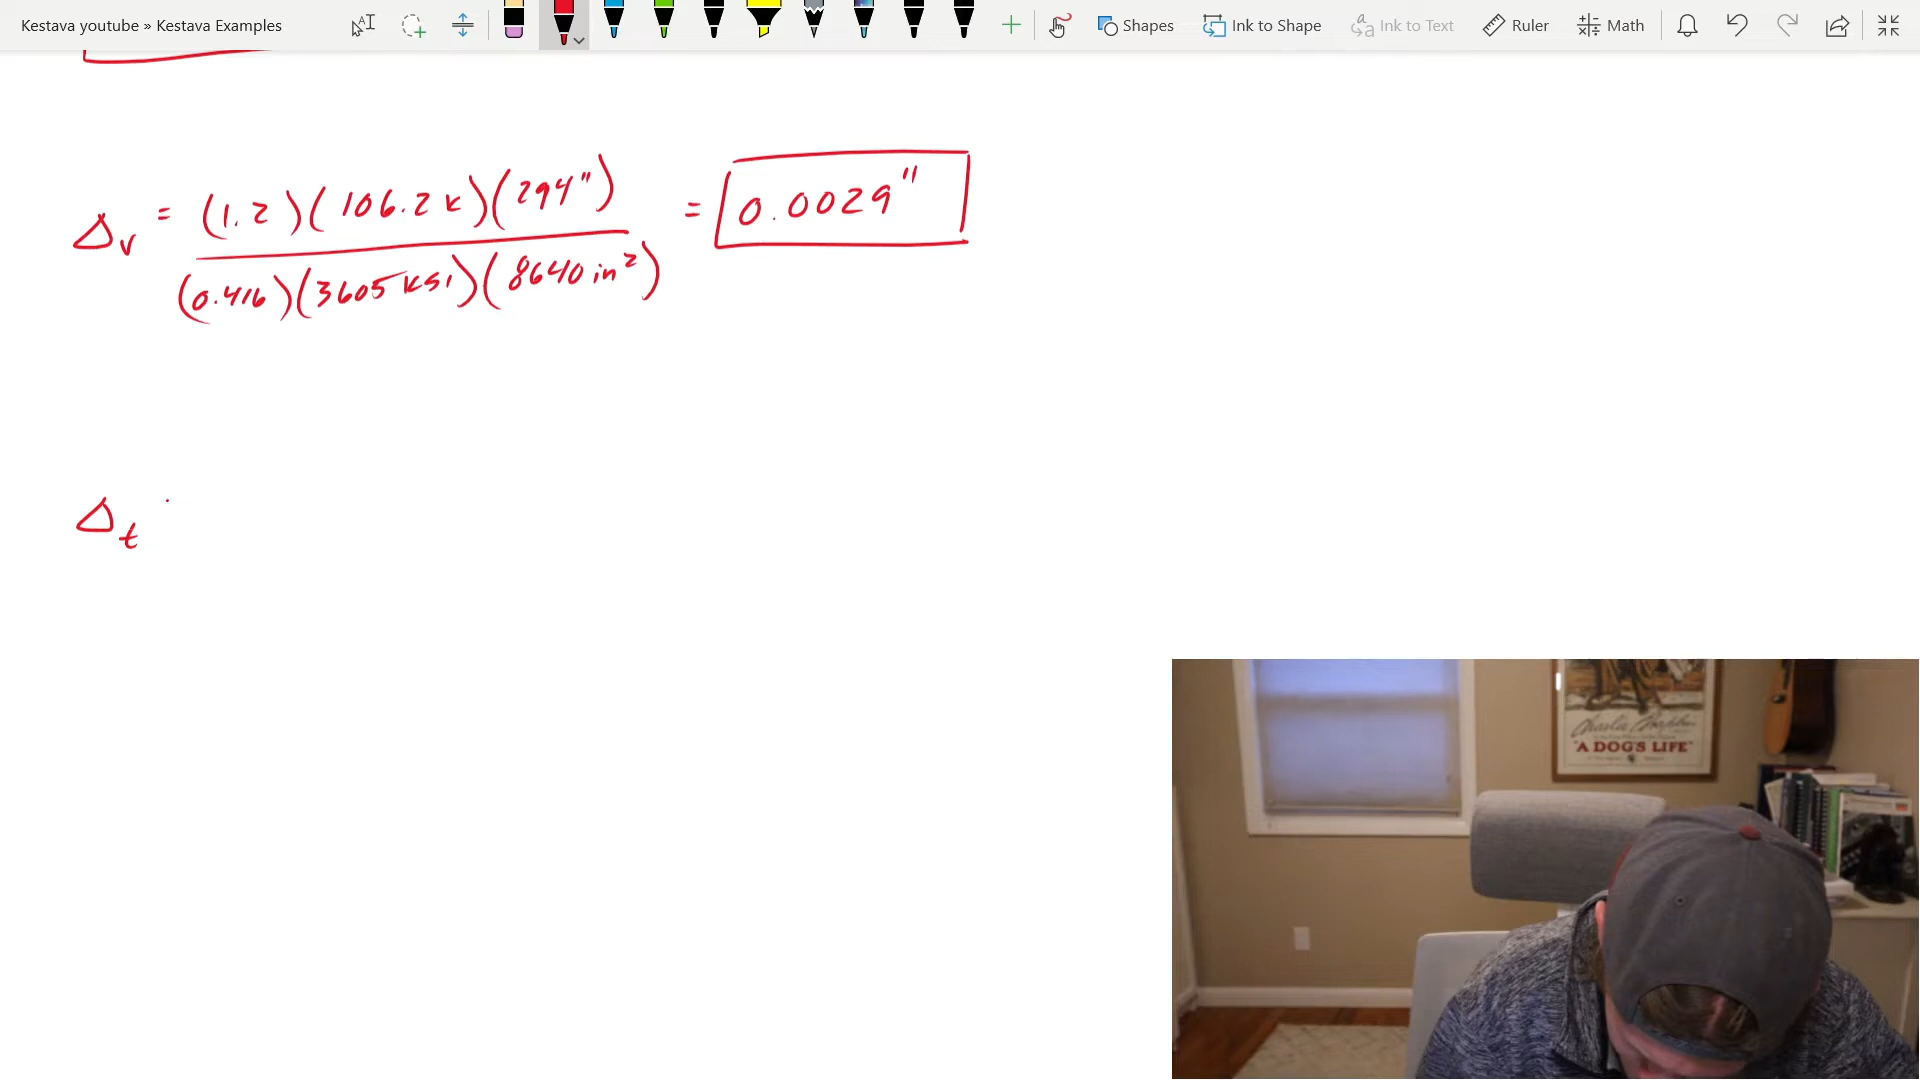 Kestava youtube » Kestava Examples
Shapes
Ink to Shape
Ink to Text
Ruler
Math
Δv = (1.2)(106.2 k)(294")
(0.416)(3605 ksi)(8640 in²)
= 0.0029"
Δt
"A DOG'S LIFE"